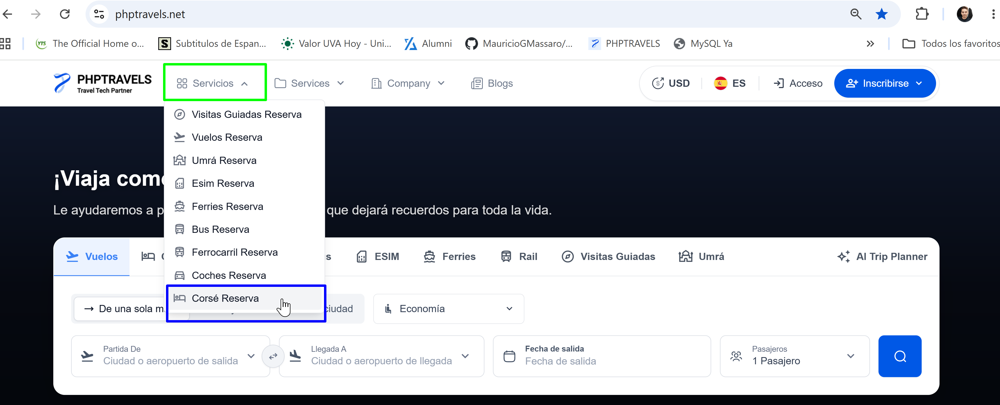 phptravels.net
YTS
The Official Home o...
S
Subtitulos de Espan...
Valor UVA Hoy - Uni...
Alumni
MauricioGMassaro/...
PHPTRAVELS
MySQL Ya
Todos los favoritos
PHPTRAVELS
Travel Tech Partner
Servicios
Services
Company
Blogs
USD
ES
Acceso
Inscribirse
Visitas Guiadas Reserva
Vuelos Reserva
Umrá Reserva
Esim Reserva
Ferries Reserva
Bus Reserva
Ferrocarril Reserva
Coches Reserva
Corsé Reserva
¡Viaja como
Le ayudaremos a p
que dejará recuerdos para toda la vida.
Vuelos
s
ESIM
Ferries
Rail
Visitas Guiadas
Umrá
AI Trip Planner
De una sola m
ciudad
Economía
Partida De
Ciudad o aeropuerto de salida
Llegada A
Ciudad o aeropuerto de llegada
Fecha de salida
Fecha de salida
Pasajeros
1 Pasajero